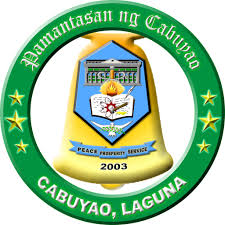 Pamantasan ng Cabuyao
PEACE PROSPERITY SERVICE
2003
CABUYAO, LAGUNA